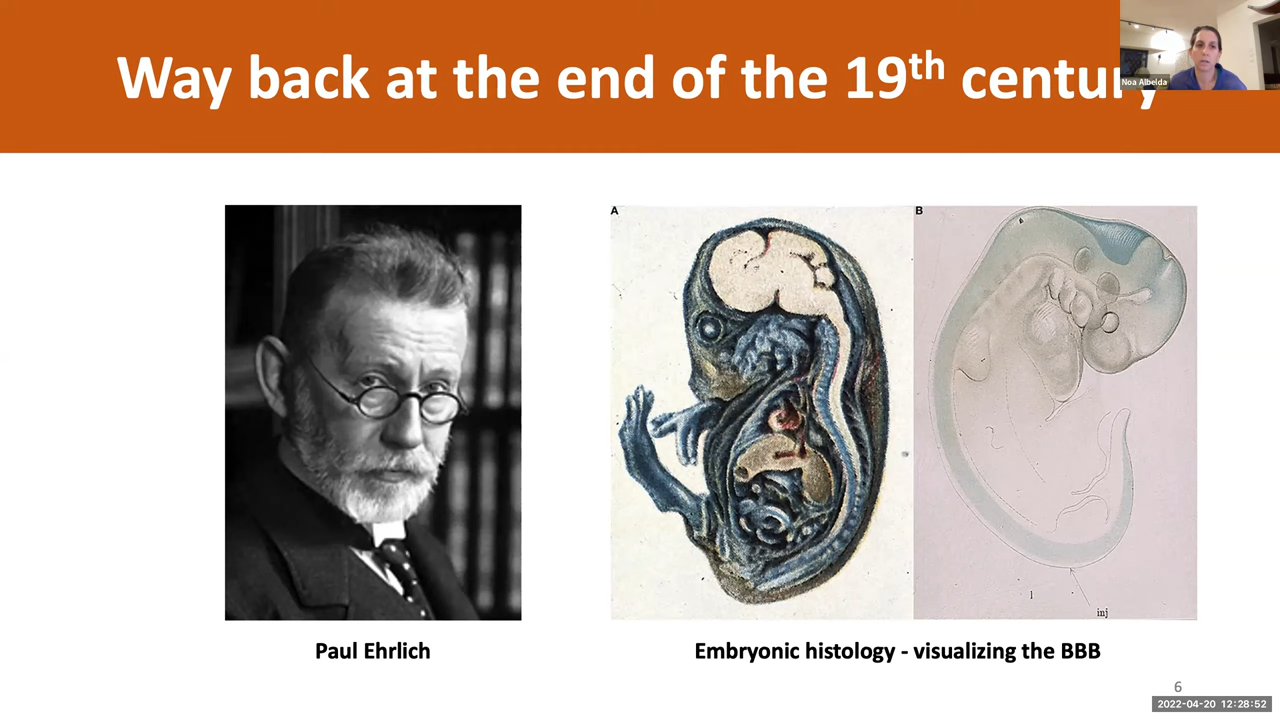 Way back at the end of the 19th century
Noa Albelda
A
B
b
l
inj
Paul Ehrlich
Embryonic histology - visualizing the BBB
6
2022-04-20 12:28:52